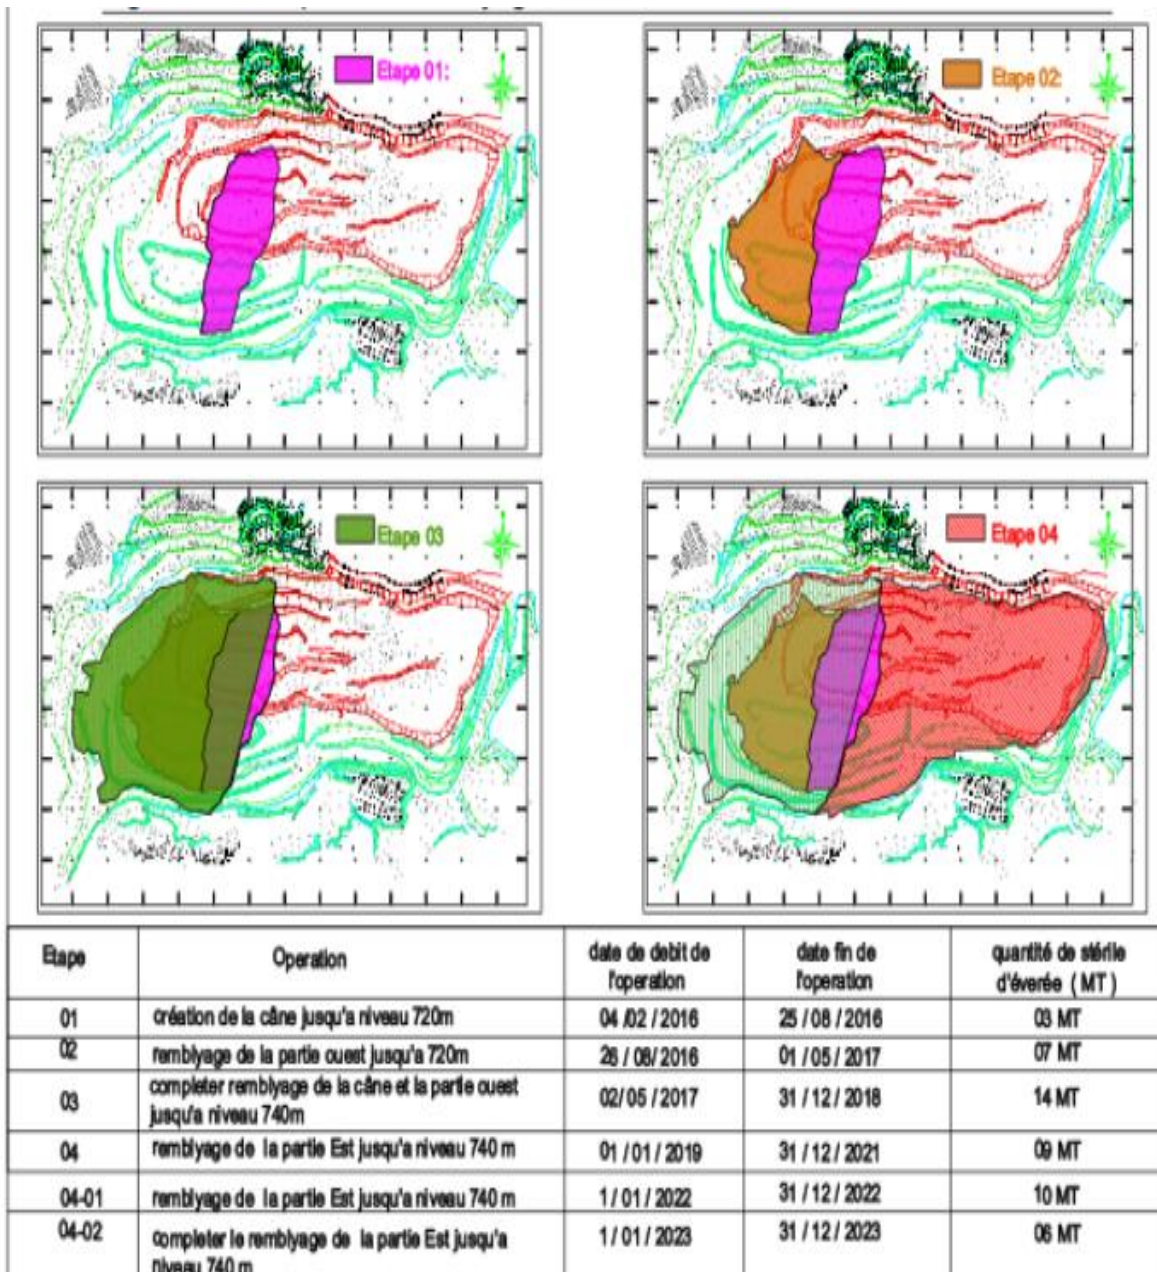 Etape 01:
Etape 02:
Etape 03
Etape 04
Etape
Operation
date de debit de
l'operation
date fin de
l'operation
quantité de stérile
d'éverée ( MT )
01
création de la câne jusqu'a niveau 720m
04 /02 / 2016
25 / 08 / 2016
03 MT
02
remblyage de la partie ouest jusqu'a 720m
26 / 08/ 2016
01 / 05 / 2017
07 MT
03
completer remblyage de la câne et la partie ouest
jusqu'a niveau 740m
02/ 05 / 2017
31 / 12 / 2018
14 MT
04
remblyage de la partie Est jusqu'a niveau 740 m
01 / 01 / 2019
31 / 12 / 2021
09 MT
04-01
remblyage de la partie Est jusqu'a niveau 740 m
1 / 01 / 2022
31 / 12 / 2022
10 MT
04-02
completer le remblyage de la partie Est jusqu'a
niveau 740 m
1 / 01 / 2023
31 / 12 / 2023
06 MT